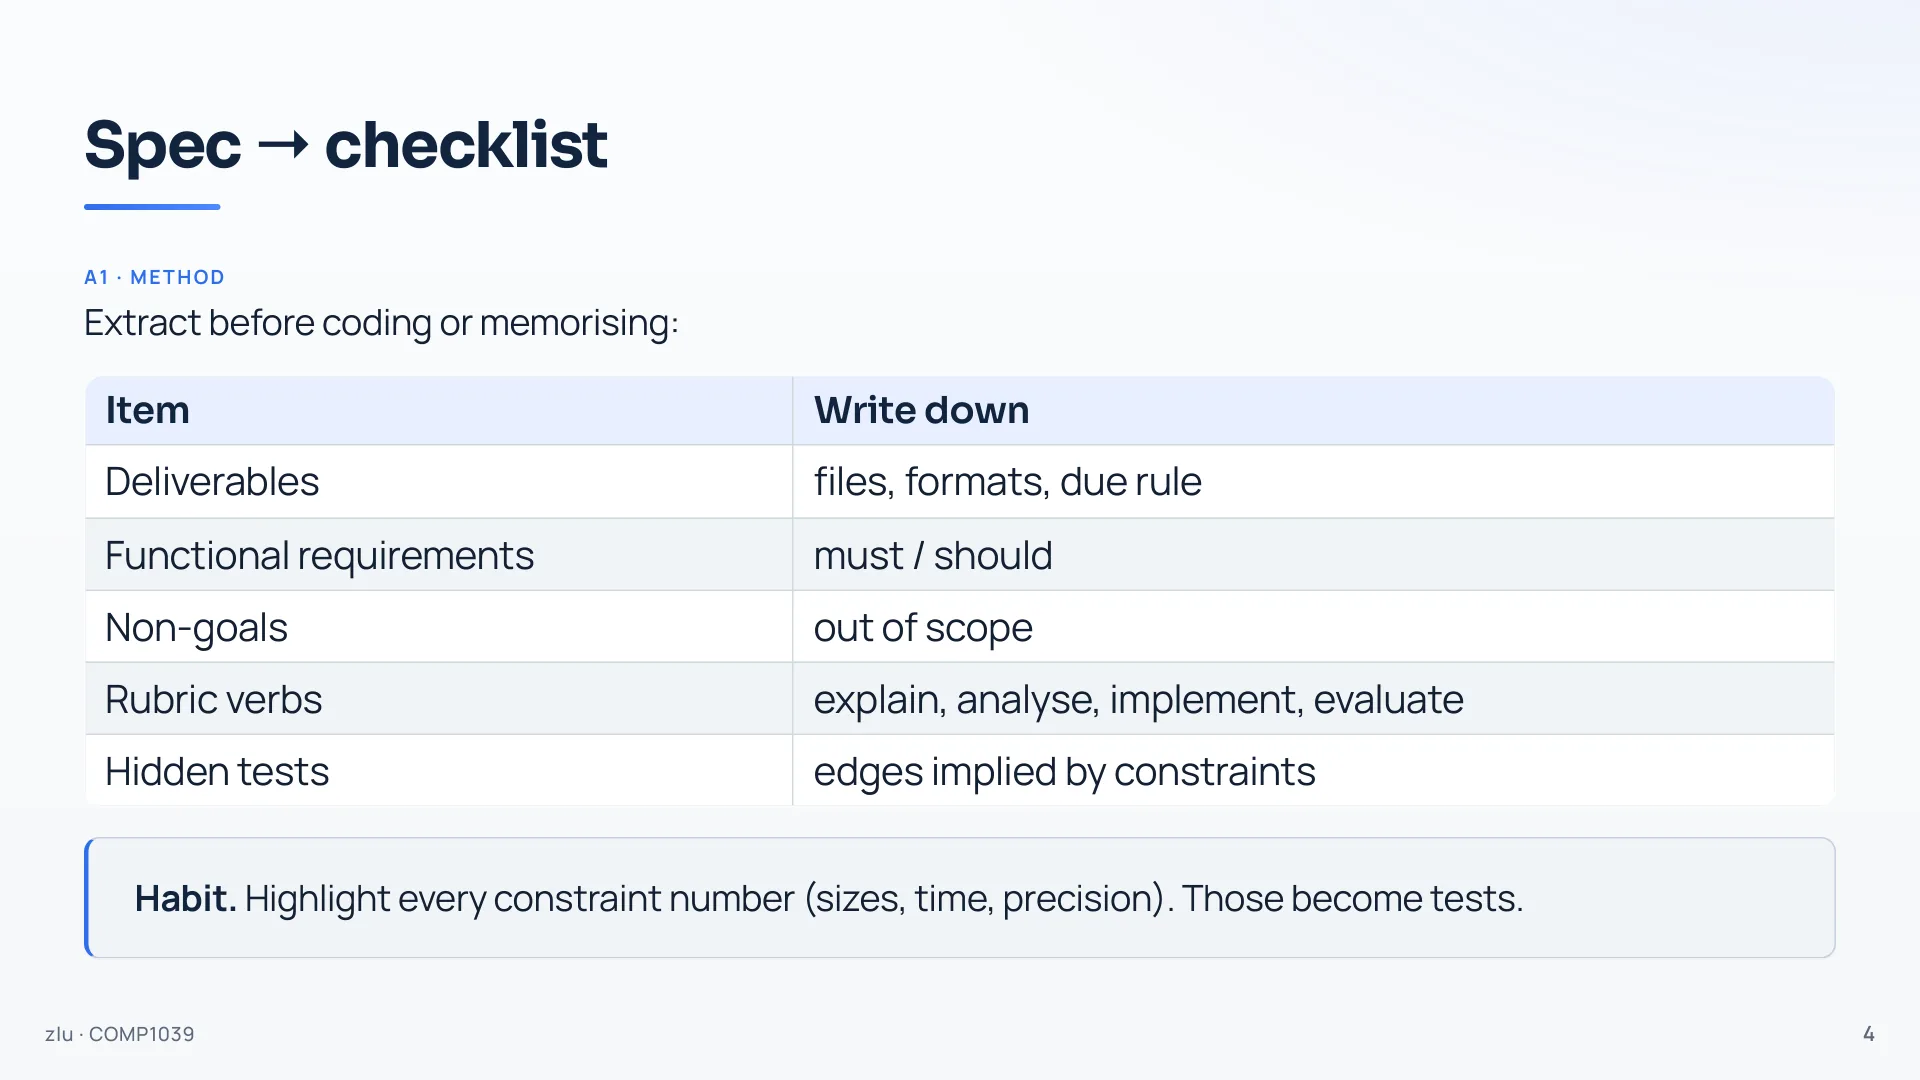 Spec → checklist
A1 · METHOD
Extract before coding or memorising:
Item Write down
Deliverables files, formats, due rule
Functional requirements must / should
Non-goals out of scope
Rubric verbs explain, analyse, implement, evaluate
Hidden tests edges implied by constraints
Habit. Highlight every constraint number (sizes, time, precision). Those become tests.
zlu · COMP1039 4